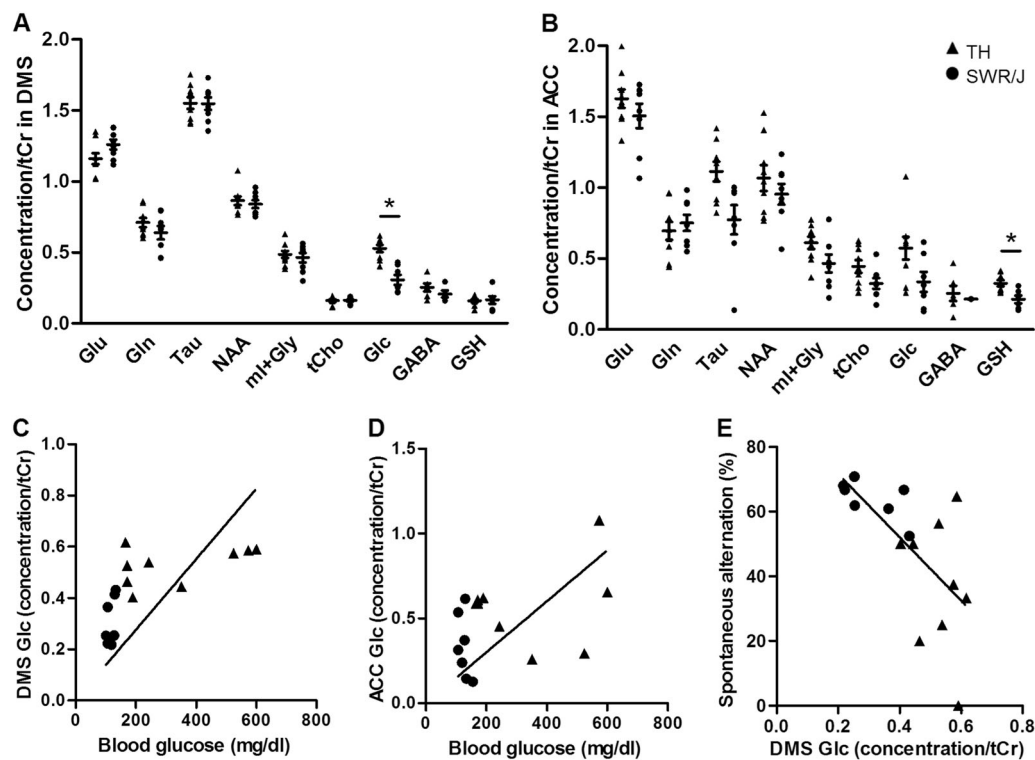 A
Concentration/tCr in DMS
2.0
1.5
1.0
0.5
0.0
*
Glu
Gln
Tau
NAA
mI+Gly
tCho
Glc
GABA
GSH
B
Concentration/tCr in ACC
2.0
1.5
1.0
0.5
0.0
TH
SWR/J
*
Glu
Gln
Tau
NAA
mI+Gly
tCho
Glc
GABA
GSH
C
DMS Glc (concentration/tCr)
1.0
0.8
0.6
0.4
0.2
0.0
0 200 400 600 800
Blood glucose (mg/dl)
D
ACC Glc (concentration/tCr)
1.5
1.0
0.5
0.0
0 200 400 600 800
Blood glucose (mg/dl)
E
Spontaneous alternation (%)
80
60
40
20
0
0.0 0.2 0.4 0.6 0.8
DMS Glc (concentration/tCr)